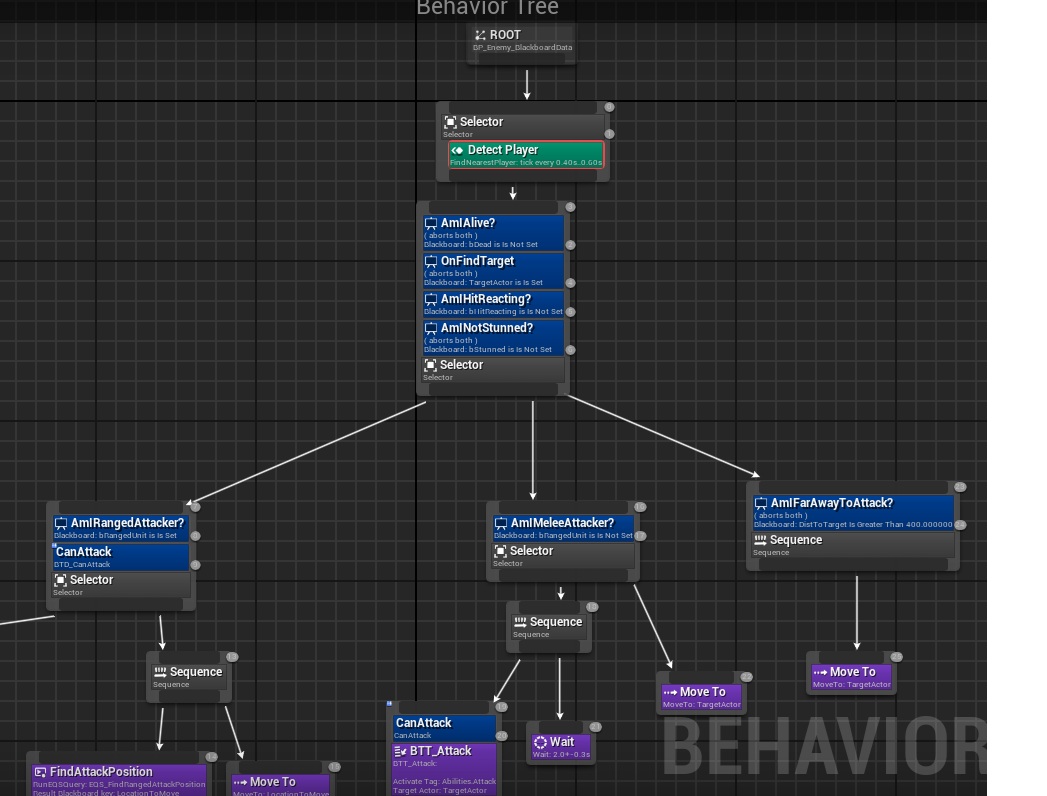 Behavior Tree
ROOT
BP_Enemy_BlackboardData
Selector
Selector
Detect Player
FindNearestPlayer: tick every 0.40s..0.60s
AmIAlive?
( aborts both )
Blackboard: bDead is Is Not Set
OnFindTarget
( aborts both )
Blackboard: TargetActor is Is Set
AmIHitReacting?
Blackboard: bHitReacting is Is Not Set
AmINotStunned?
( aborts both )
Blackboard: bStunned is Is Not Set
Selector
Selector
AmIRangedAttacker?
Blackboard: bRangedUnit is Is Set
CanAttack
BTD_CanAttack
Selector
Selector
AmIMeleeAttacker?
Blackboard: bRangedUnit is Is Not Set
Selector
Selector
AmIFarAwayToAttack?
( aborts both )
Blackboard: DistToTarget Is Greater Than 400.000000
Sequence
Sequence
Sequence
Sequence
Sequence
Sequence
Move To
MoveTo: TargetActor
Move To
MoveTo: TargetActor
CanAttack
CanAttack
BTT_Attack
BTT_Attack:
Activate Tag: Abilities.Attack
Target Actor: TargetActor
Wait
Wait: 2.0+-0.3s
FindAttackPosition
RunEQSQuery: EQS_FindRangedAttackPosition
Result Blackboard key: LocationToMove
Move To
MoveTo: LocationToMove
BEHAVIOR